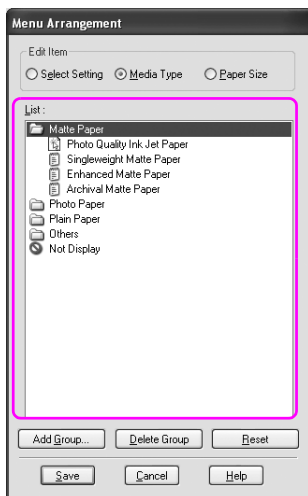 Menu Arrangement
Edit Item
Select Setting Media Type Paper Size
List :
Matte Paper
Photo Quality Ink Jet Paper
Singleweight Matte Paper
Enhanced Matte Paper
Archival Matte Paper
Photo Paper
Plain Paper
Others
Not Display
Add Group... Delete Group Reset
Save Cancel Help